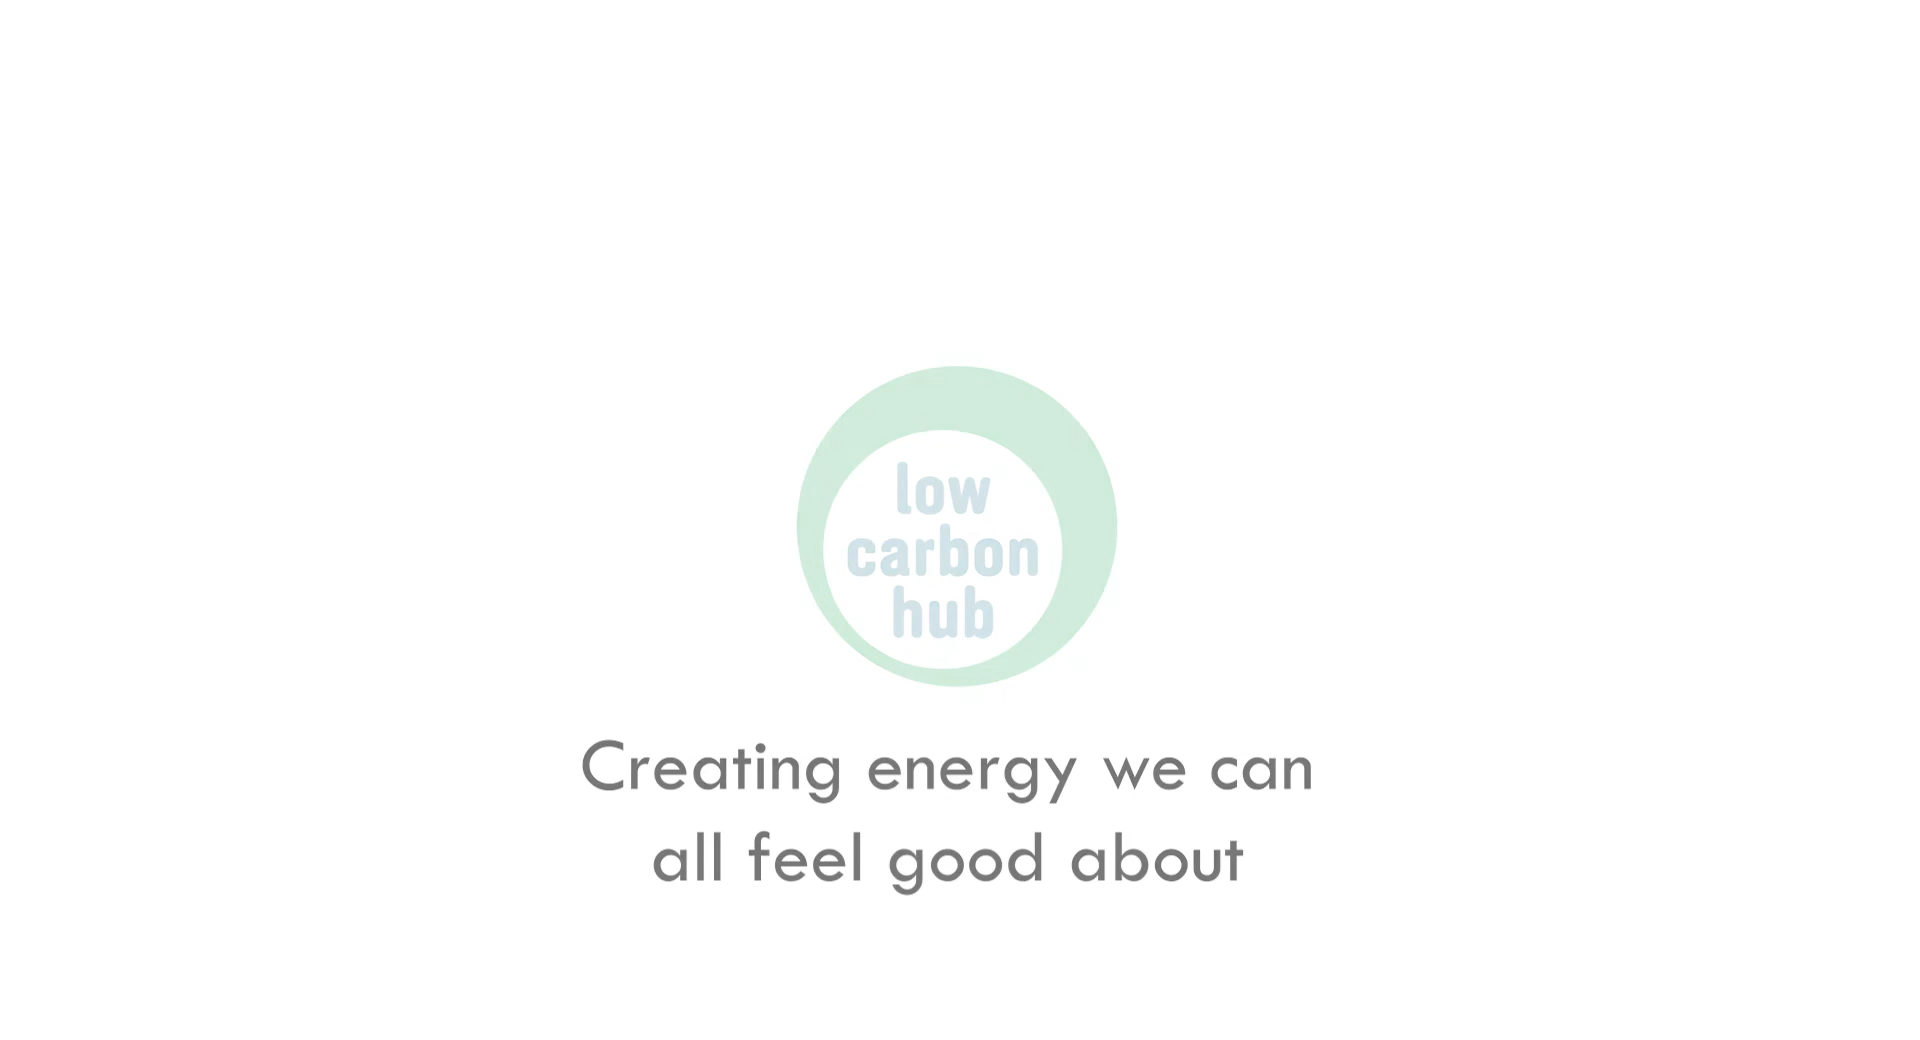 low
carbon
hub
Creating energy we can
all feel good about